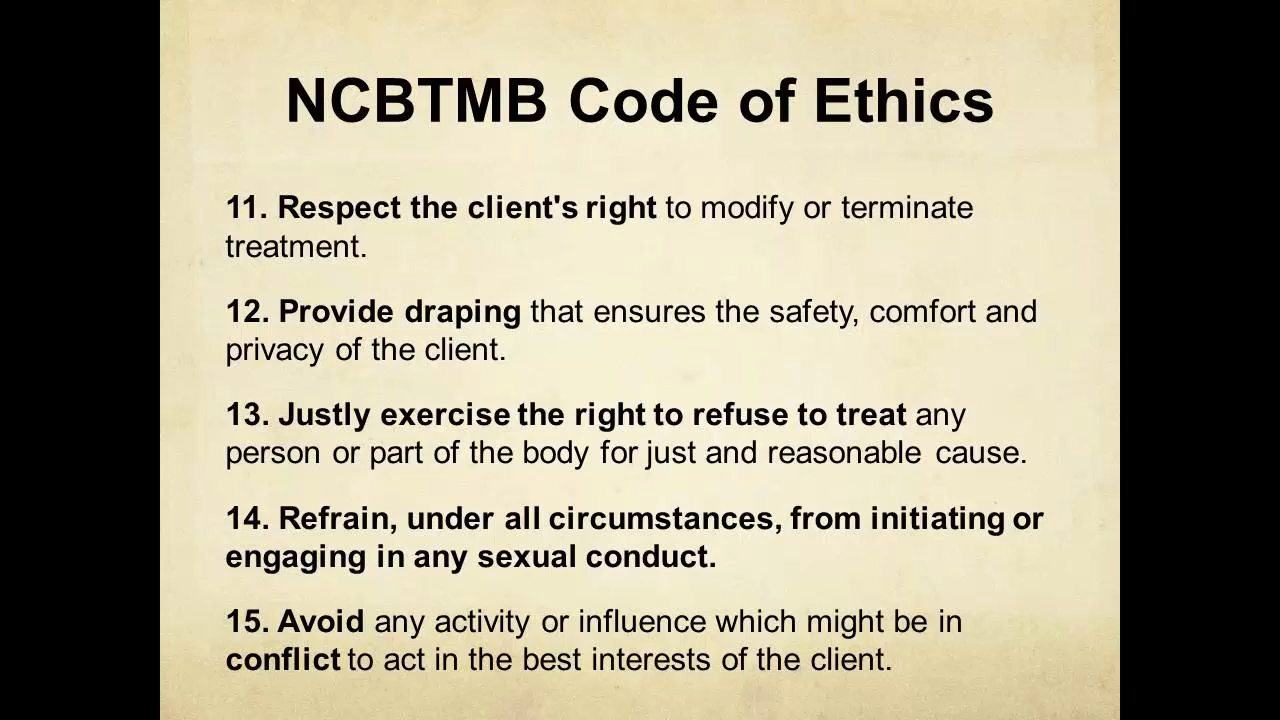 NCBTMB Code of Ethics
11. Respect the client's right to modify or terminate
treatment.
12. Provide draping that ensures the safety, comfort and
privacy of the client.
13. Justly exercise the right to refuse to treat any
person or part of the body for just and reasonable cause.
14. Refrain, under all circumstances, from initiating or
engaging in any sexual conduct.
15. Avoid any activity or influence which might be in
conflict to act in the best interests of the client.